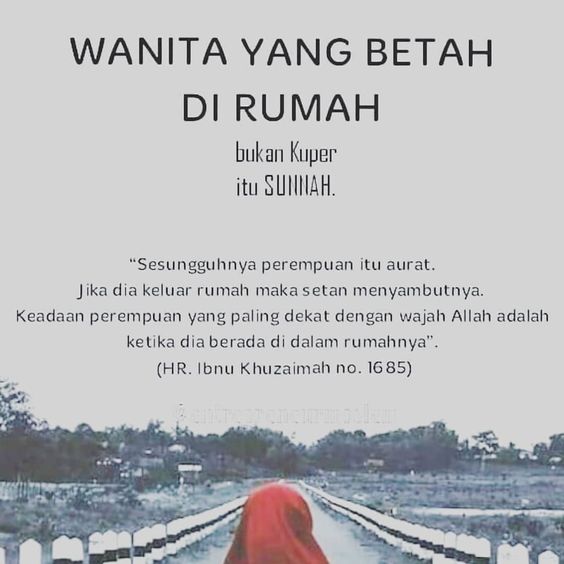 WANITA YANG BETAH
DI RUMAH
bukan Kuper
itu SUNNAH.
“Sesungguhnya perempuan itu aurat.
Jika dia keluar rumah maka setan menyambutnya.
Keadaan perempuan yang paling dekat dengan wajah Allah adalah
ketika dia berada di dalam rumahnya”.
(HR. Ibnu Khuzaimah no. 1685)